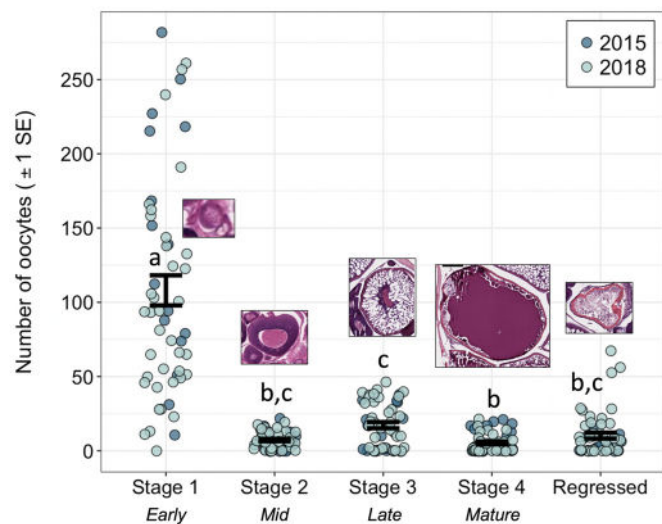 2015
2018
Number of oocytes ( ± 1 SE)
250
200
150
100
50
0
a
b,c
c
b
b,c
Stage 1 Stage 2 Stage 3 Stage 4 Regressed
Early Mid Late Mature